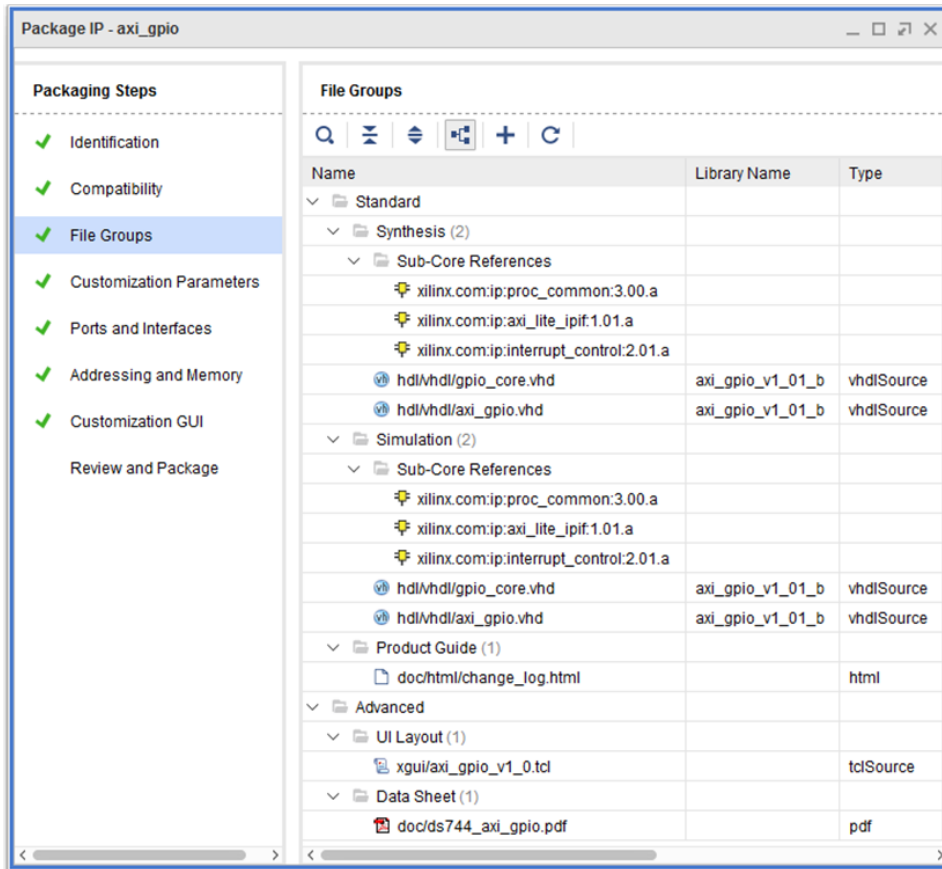 Package IP - axi_gpio
Packaging Steps
Identification
Compatibility
File Groups
Customization Parameters
Ports and Interfaces
Addressing and Memory
Customization GUI
Review and Package
File Groups
Name Library Name Type
Standard
Synthesis (2)
Sub-Core References
xilinx.com:ip:proc_common:3.00.a
xilinx.com:ip:axi_lite_ipif:1.01.a
xilinx.com:ip:interrupt_control:2.01.a
hdl/vhdl/gpio_core.vhd axi_gpio_v1_01_b vhdlSource
hdl/vhdl/axi_gpio.vhd axi_gpio_v1_01_b vhdlSource
Simulation (2)
Sub-Core References
xilinx.com:ip:proc_common:3.00.a
xilinx.com:ip:axi_lite_ipif:1.01.a
xilinx.com:ip:interrupt_control:2.01.a
hdl/vhdl/gpio_core.vhd axi_gpio_v1_01_b vhdlSource
hdl/vhdl/axi_gpio.vhd axi_gpio_v1_01_b vhdlSource
Product Guide (1)
doc/html/change_log.html html
Advanced
UI Layout (1)
xgui/axi_gpio_v1_0.tcl tclSource
Data Sheet (1)
doc/ds744_axi_gpio.pdf pdf